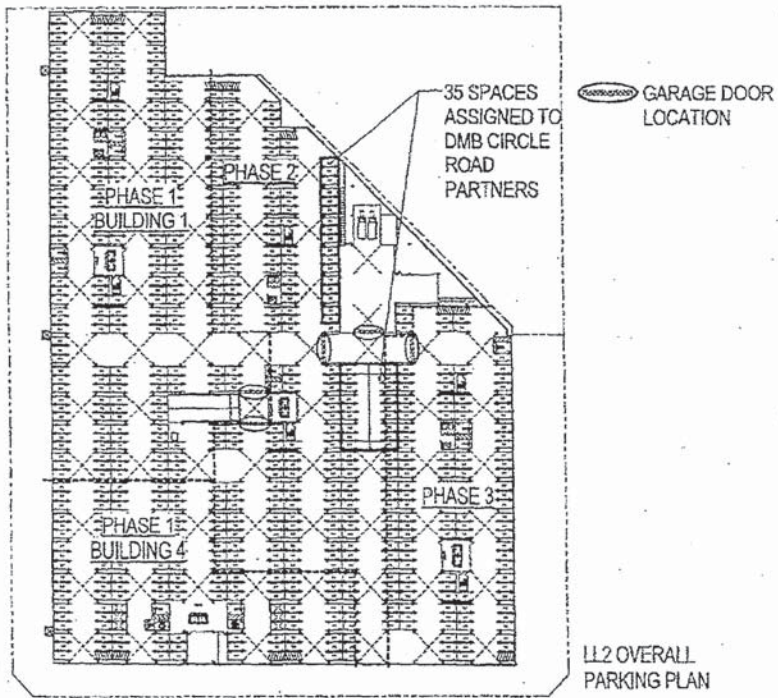 35 SPACES
ASSIGNED TO
DMB CIRCLE
ROAD
PARTNERS
GARAGE DOOR
LOCATION
PHASE 1
BUILDING 1
PHASE 2
PHASE 3
PHASE 1
BUILDING 4
LL2 OVERALL
PARKING PLAN